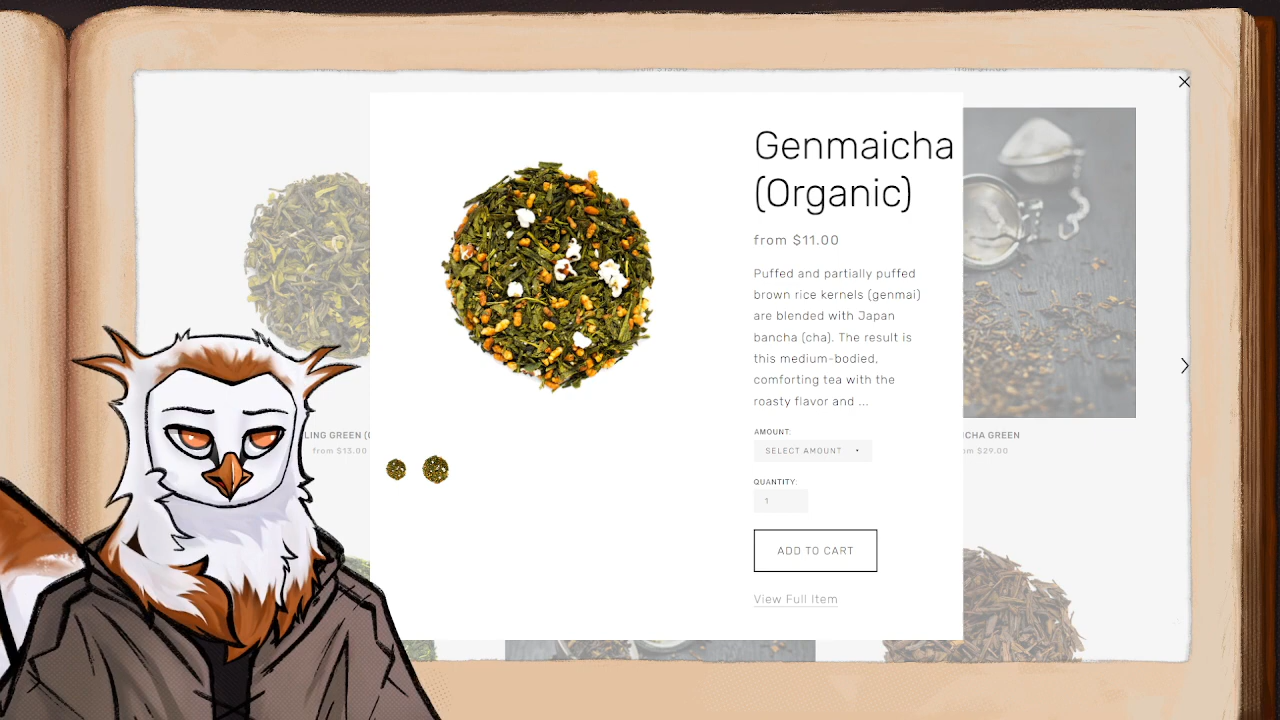 Genmaicha
(Organic)
from $11.00
Puffed and partially puffed
brown rice kernels (genmai)
are blended with Japan
bancha (cha). The result is
this medium-bodied,
comforting tea with the
roasty flavor and ...
AMOUNT:
SELECT AMOUNT
QUANTITY:
1
ADD TO CART
View Full Item
LING GREEN (
from $13.00
CHA GREEN
$29.00